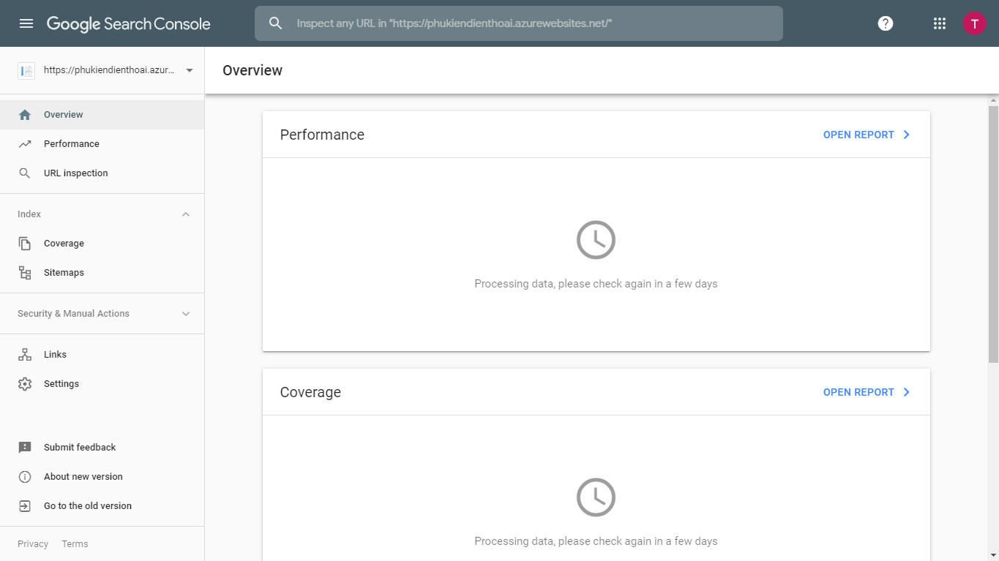 Google Search Console
Inspect any URL in "https://phukiendienthoai.azurewebsites.net/"
?
T
https://phukiendienthoai.azur...
Overview
Performance
URL inspection
Index
Coverage
Sitemaps
Security & Manual Actions
Links
Settings
Submit feedback
About new version
Go to the old version
Privacy Terms
Overview
Performance
OPEN REPORT
Processing data, please check again in a few days
Coverage
OPEN REPORT
Processing data, please check again in a few days